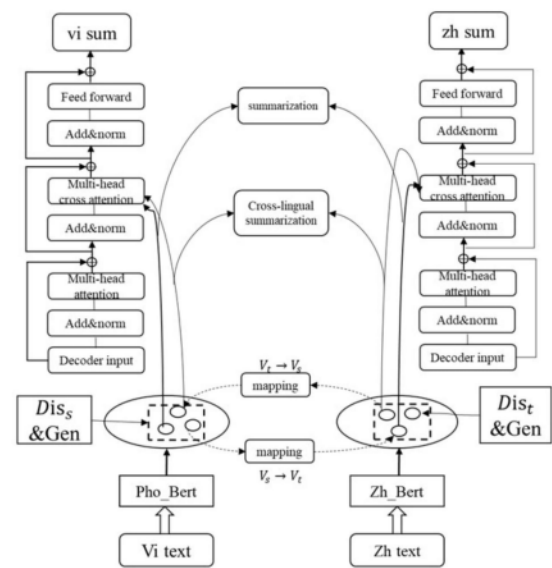 vi sum
zh sum
Feed forward
summarization
Feed forward
Add&norm
Add&norm
Multi-head
cross attention
Cross-lingual
summarization
Multi-head
cross attention
Add&norm
Add&norm
Multi-head
attention
Multi-head
attention
Add&norm
Add&norm
Decoder input
Decoder input
V_t → V_s
mapping
Dis_s
&Gen
Dis_t
&Gen
mapping
V_s → V_t
Pho_Bert
Zh_Bert
Vi text
Zh text